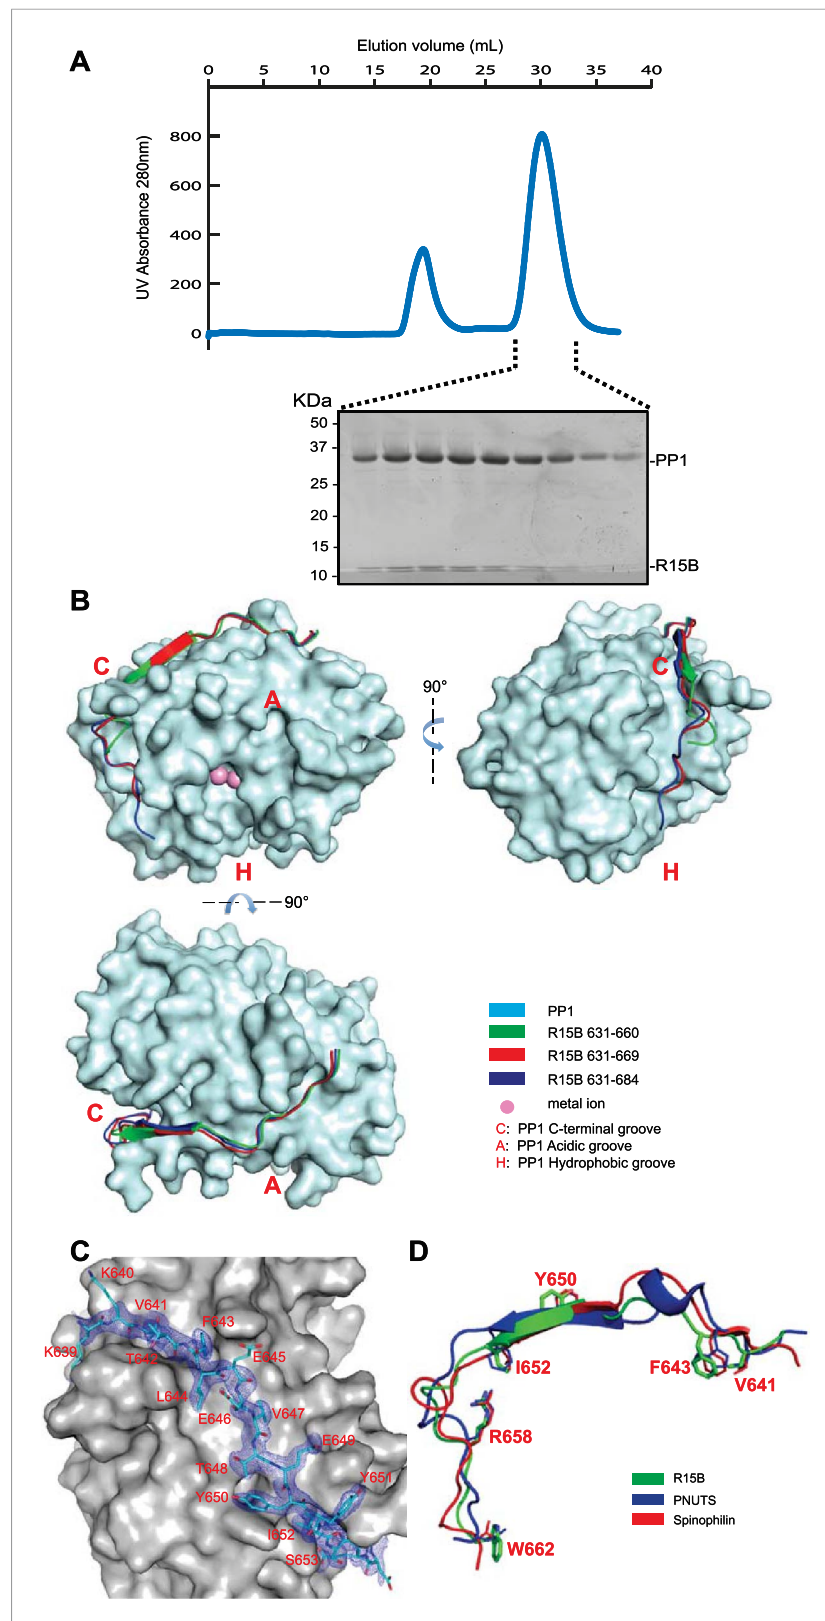 A
Elution volume (mL)
0 5 10 15 20 25 30 35 40
UV Absorbance 280nm)
800
600
400
200
0
KDa
50
37
25
20
15
10
-PP1
-R15B
B
C
A
H
90°
C
H
90°
C
A
PP1
R15B 631-660
R15B 631-669
R15B 631-684
metal ion
C: PP1 C-terminal groove
A: PP1 Acidic groove
H: PP1 Hydrophobic groove
C
K640
V641
F643
K639
T642
E645
L644
E646
V647
E649
T648
Y651
Y650
I652
S653
D
Y650
I652
F643
V641
R658
W662
R15B
PNUTS
Spinophilin